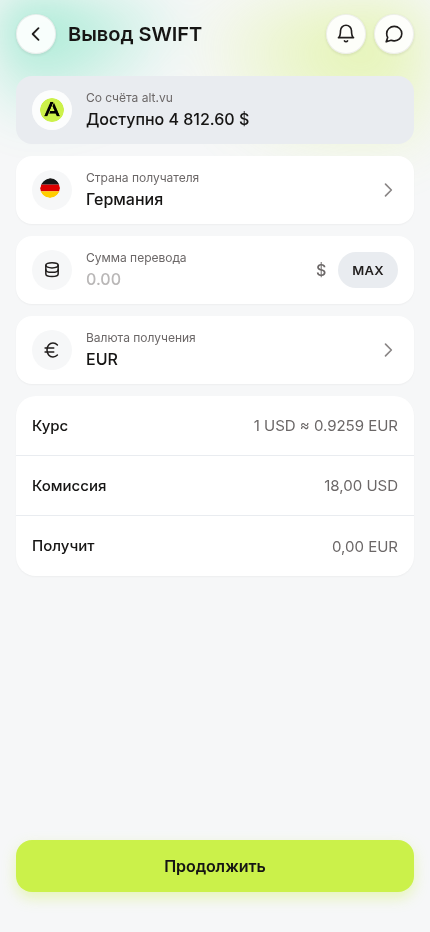 Вывод SWIFT
Со счёта alt.vu
Доступно 4 812.60 $
Страна получателя
Германия
Сумма перевода
0.00
$
MAX
Валюта получения
€
EUR
Курс
1 USD ≈ 0.9259 EUR
Комиссия
18,00 USD
Получит
0,00 EUR
Продолжить